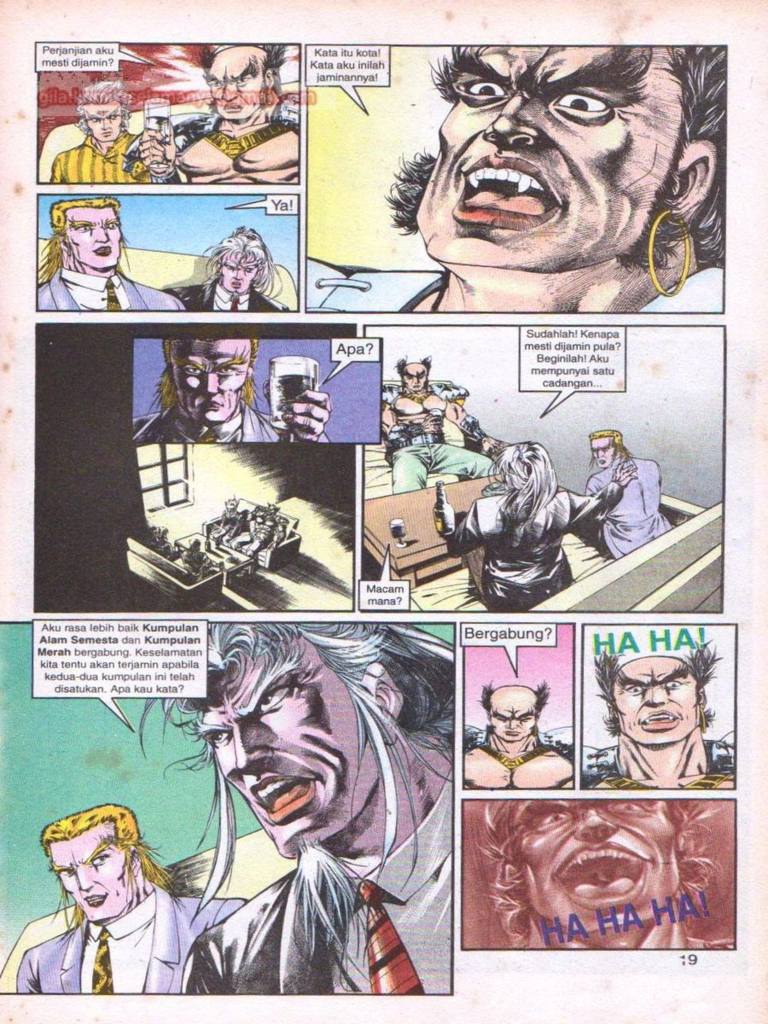 Perjanjian aku
mesti dijamin?
Kata itu kota!
Kata aku inilah
jaminannya!
Ya!
Apa?
Sudahlah! Kenapa
mesti dijamin pula?
Beginilah! Aku
mempunyai satu
cadangan...
Macam
mana?
Aku rasa lebih baik Kumpulan
Alam Semesta dan Kumpulan
Merah bergabung. Keselamatan
kita tentu akan terjamin apabila
kedua-dua kumpulan ini telah
disatukan. Apa kau kata?
Bergabung?
HA HA!
HA HA HA!
19